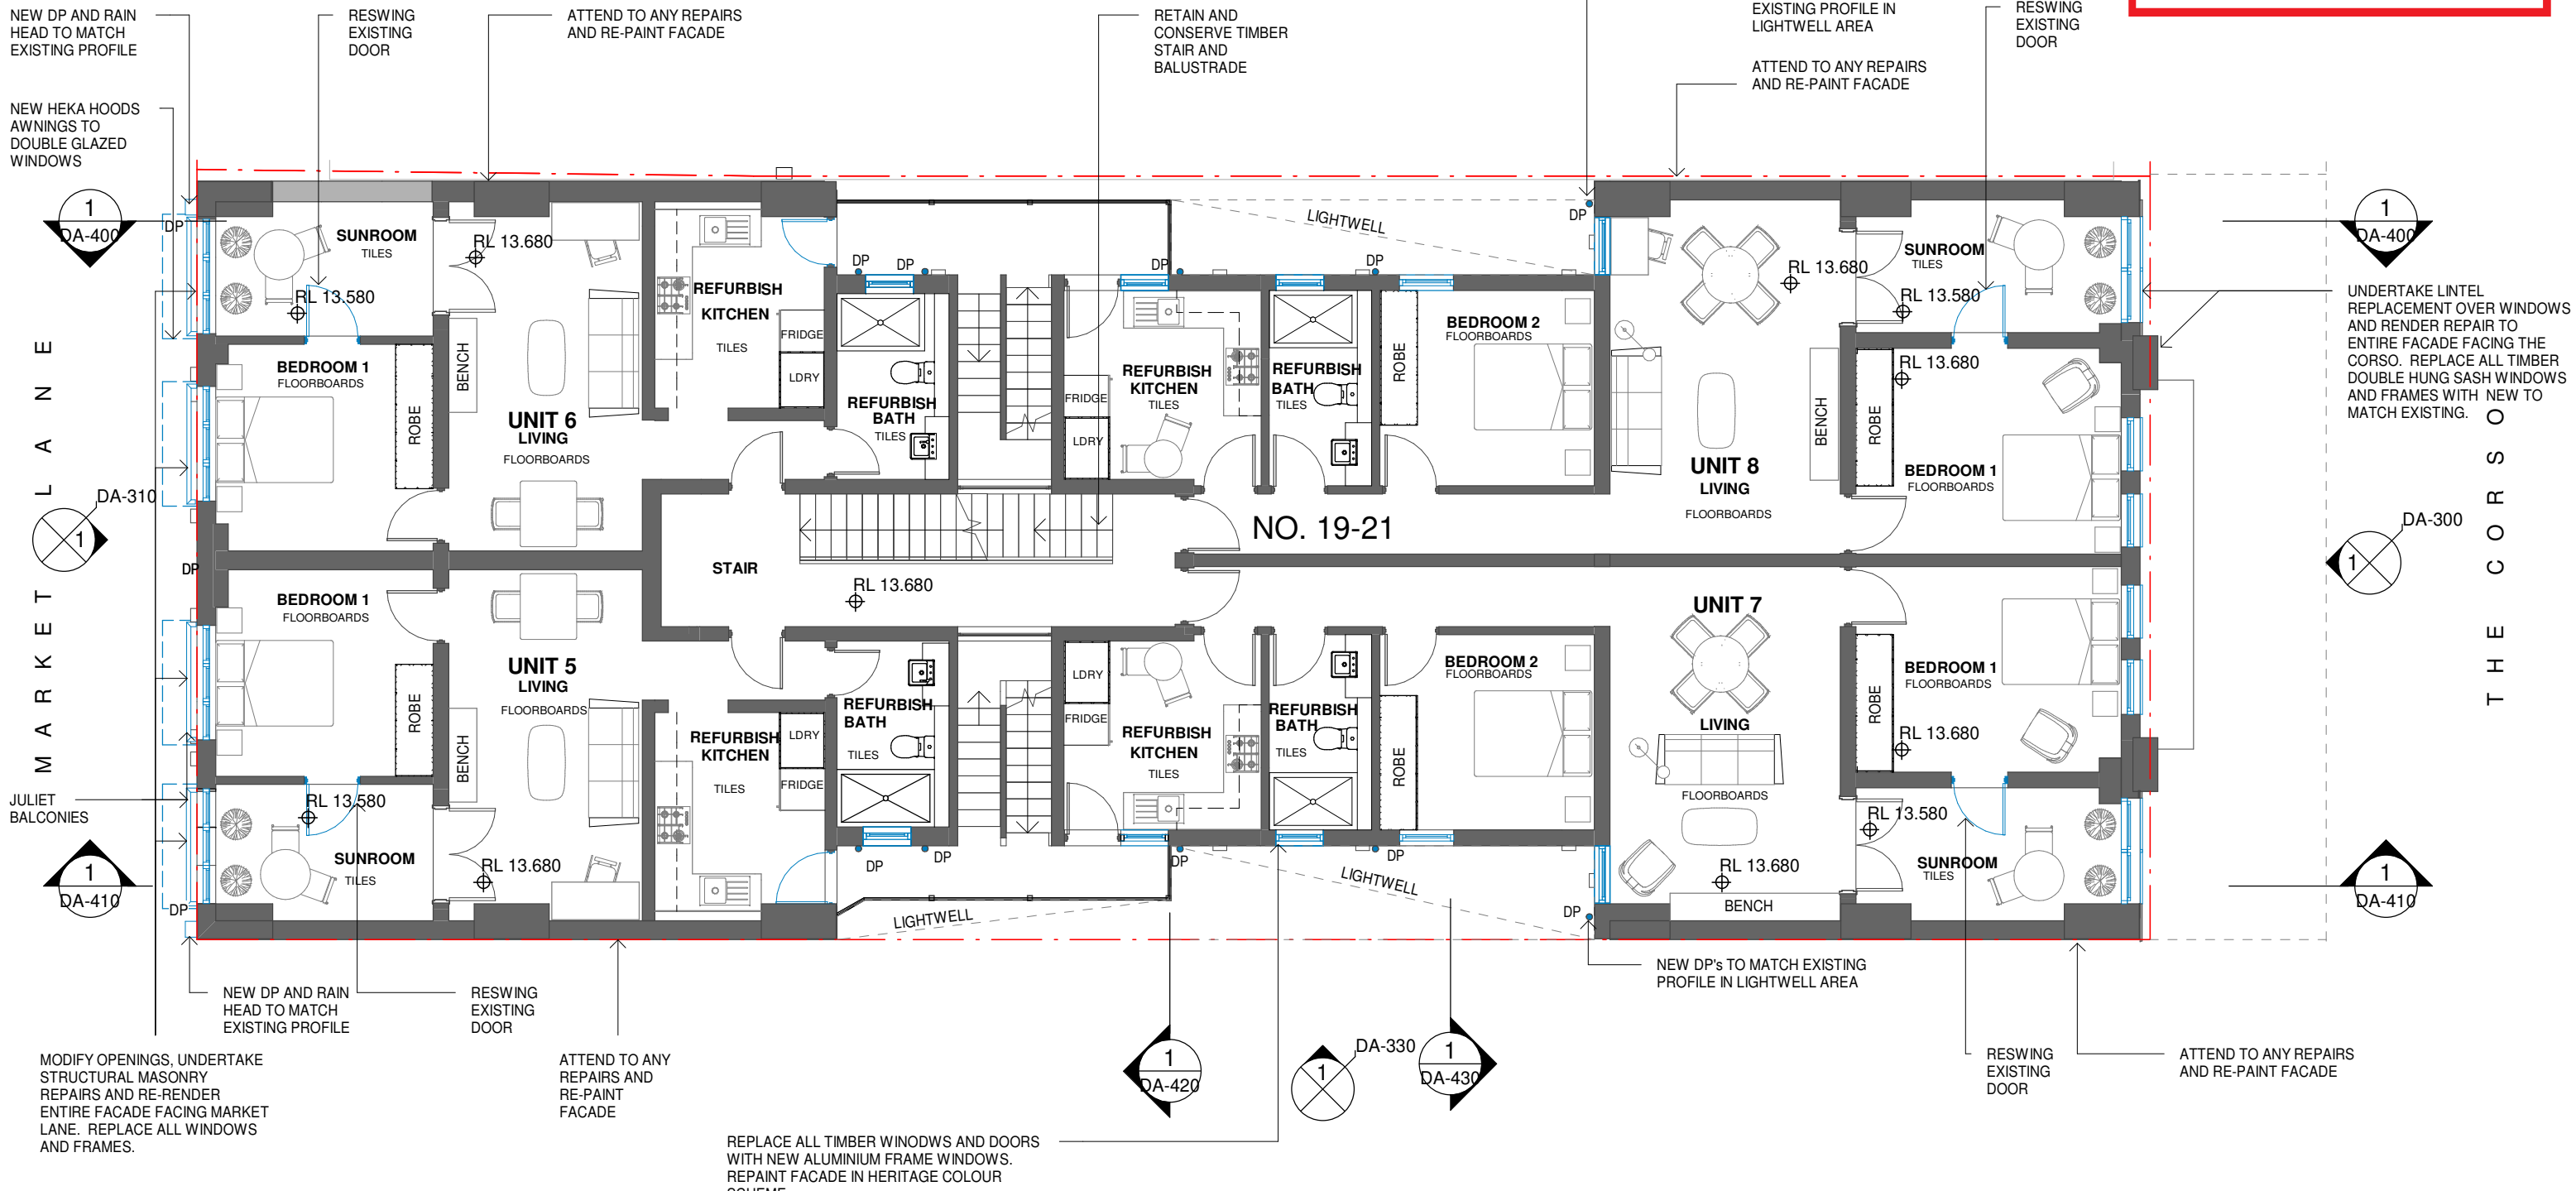 NEW DP AND RAIN
HEAD TO MATCH
EXISTING PROFILE
RESWING
EXISTING
DOOR
ATTEND TO ANY REPAIRS
AND RE-PAINT FACADE
RETAIN AND
CONSERVE TIMBER
STAIR AND
BALUSTRADE
EXISTING PROFILE IN
LIGHTWELL AREA
RESWING
EXISTING
DOOR
ATTEND TO ANY REPAIRS
AND RE-PAINT FACADE
NEW HEKA HOODS
AWNINGS TO
DOUBLE GLAZED
WINDOWS
1
DA-400
DP
SUNROOM
TILES
RL 13.580
RL 13.680
REFURBISH
KITCHEN
TILES
FRIDGE
LDRY
DP
DP
DP
LIGHTWELL
DP
RL 13.680
SUNROOM
TILES
RL 13.580
1
DA-400
UNDERTAKE LINTEL
REPLACEMENT OVER WINDOWS
AND RENDER REPAIR TO
ENTIRE FACADE FACING THE
CORSO. REPLACE ALL TIMBER
DOUBLE HUNG SASH WINDOWS
AND FRAMES WITH NEW TO
MATCH EXISTING.
BEDROOM 1
FLOORBOARDS
ROBE
BENCH
UNIT 6
LIVING
FLOORBOARDS
REFURBISH
BATH
TILES
REFURBISH
KITCHEN
TILES
FRIDGE
LDRY
REFURBISH
BATH
TILES
DP
ROBE
BEDROOM 2
FLOORBOARDS
UNIT 8
LIVING
FLOORBOARDS
BENCH
ROBE
RL 13.680
BEDROOM 1
FLOORBOARDS
MARKET LANE
DA-310
1
STAIR
RL 13.680
NO. 19-21
DA-300
1
THE CORSO
DP
BEDROOM 1
FLOORBOARDS
ROBE
BENCH
UNIT 5
LIVING
FLOORBOARDS
REFURBISH
KITCHEN
TILES
LDRY
FRIDGE
REFURBISH
BATH
TILES
LDRY
FRIDGE
REFURBISH
KITCHEN
TILES
REFURBISH
BATH
TILES
ROBE
BEDROOM 2
FLOORBOARDS
UNIT 7
LIVING
FLOORBOARDS
ROBE
BEDROOM 1
FLOORBOARDS
RL 13.680
JULIET
BALCONIES
RL 13.580
SUNROOM
TILES
RL 13.680
1
DA-410
DP
DP
DP
LIGHTWELL
DP
DP
LIGHTWELL
DP
RL 13.680
BENCH
RL 13.580
SUNROOM
TILES
1
DA-410
NEW DP AND RAIN
HEAD TO MATCH
EXISTING PROFILE
RESWING
EXISTING
DOOR
NEW DP's TO MATCH EXISTING
PROFILE IN LIGHTWELL AREA
MODIFY OPENINGS, UNDERTAKE
STRUCTURAL MASONRY
REPAIRS AND RE-RENDER
ENTIRE FACADE FACING MARKET
LANE. REPLACE ALL WINDOWS
AND FRAMES.
ATTEND TO ANY
REPAIRS AND
RE-PAINT
FACADE
1
DA-420
DA-330
1
1
DA-430
RESWING
EXISTING
DOOR
ATTEND TO ANY REPAIRS
AND RE-PAINT FACADE
REPLACE ALL TIMBER WINODWS AND DOORS
WITH NEW ALUMINIUM FRAME WINDOWS.
REPAINT FACADE IN HERITAGE COLOUR